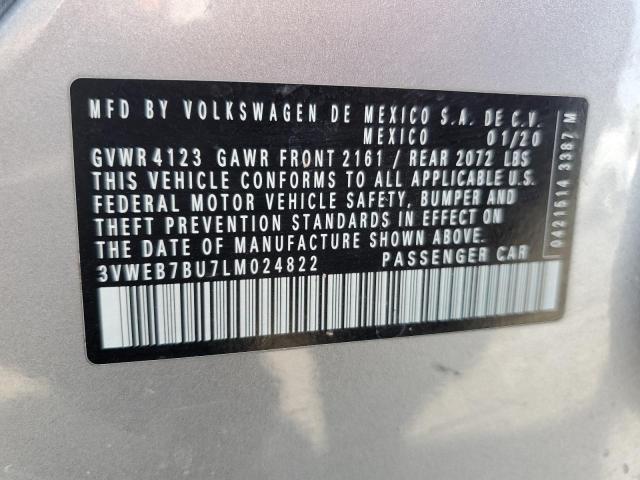 MFD BY VOLKSWAGEN DE MEXICO S.A. DE C.V.
MEXICO 01/20
GVWR 4123 GAWR FRONT 2161 / REAR 2072 LBS
THIS VEHICLE CONFORMS TO ALL APPLICABLE U.S.
FEDERAL MOTOR VEHICLE SAFETY, BUMPER AND
THEFT PREVENTION STANDARDS IN EFFECT ON
THE DATE OF MANUFACTURE SHOWN ABOVE.
3VWEB7BU7LM024822 PASSENGER CAR
0421514 3387 M